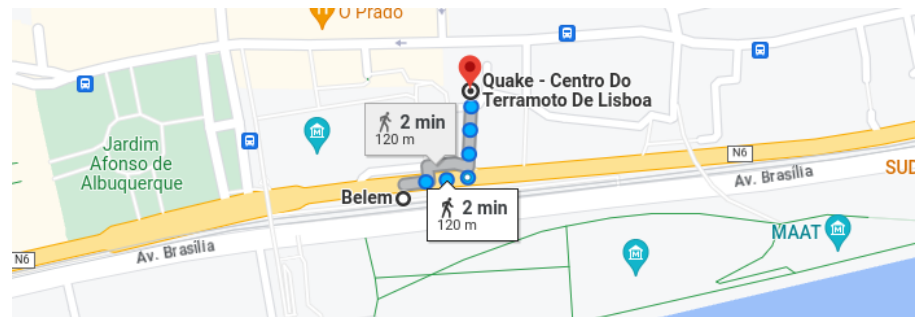 O Prado
Quake - Centro Do
Terramoto De Lisboa
2 min
120 m
Jardim
Afonso de
Albuquerque
N6
SUD
Av. Brasília
Belem
2 min
120 m
MAAT
Av. Brasília
N6